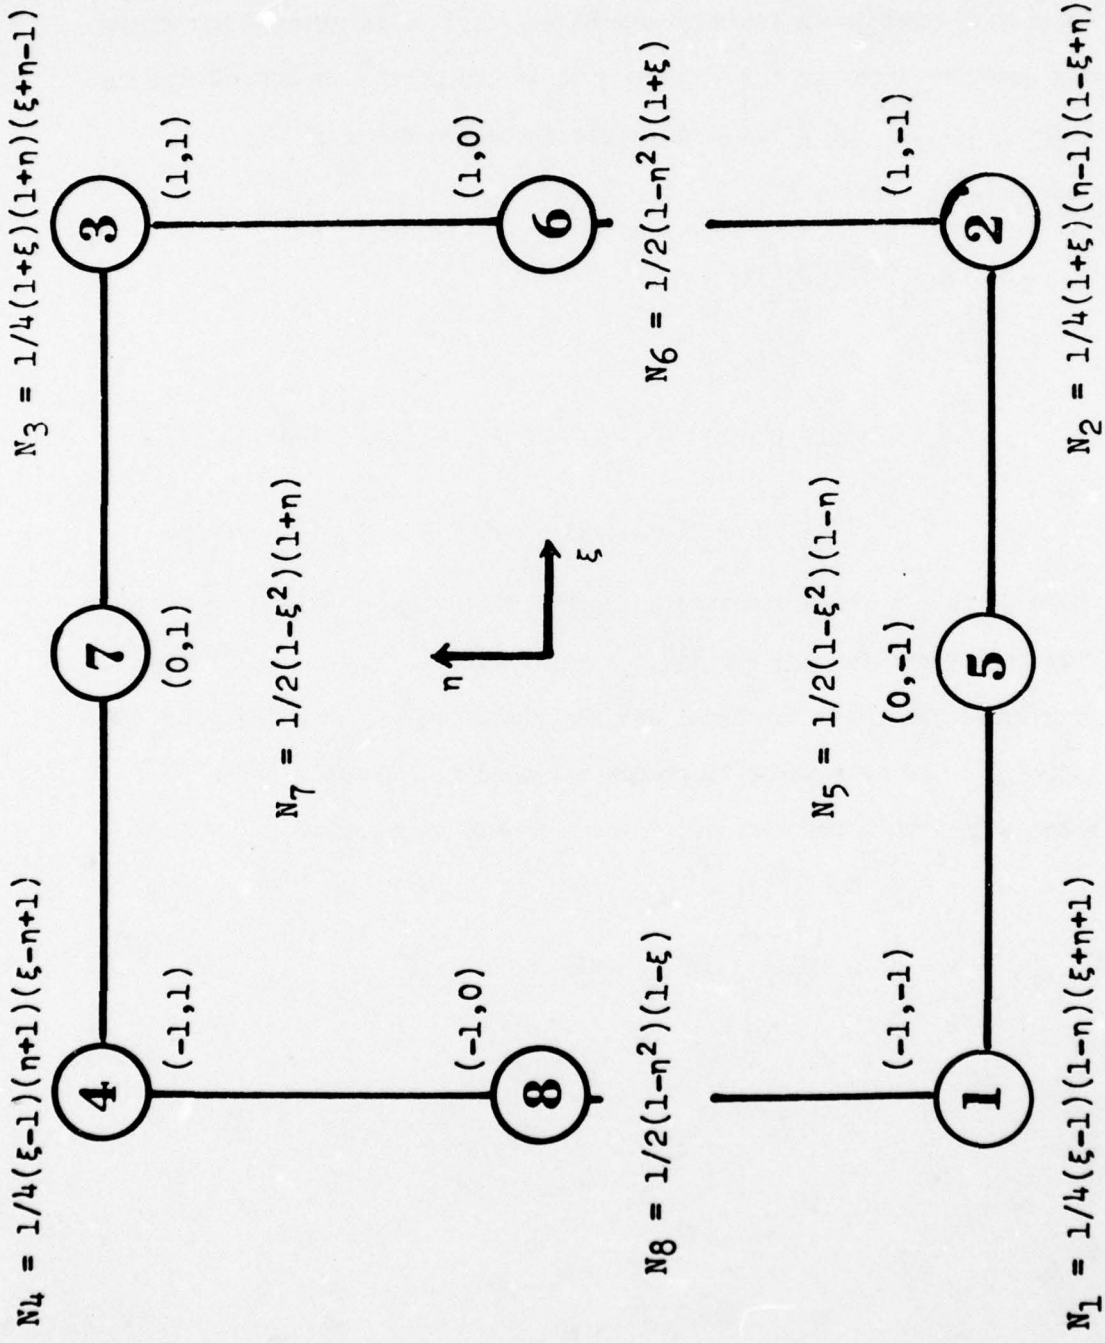 N₄ = 1/4(ξ-1)(η+1)(ξ-η+1)
N₃ = 1/4(1+ξ)(1+η)(ξ+η-1)
4
7
3
(-1,1)
(0,1)
(1,1)
N₇ = 1/2(1-ξ²)(1+η)
η
(-1,0)
(1,0)
8
6
ξ
N₈ = 1/2(1-η²)(1-ξ)
N₆ = 1/2(1-η²)(1+ξ)
N₅ = 1/2(1-ξ²)(1-η)
(-1,-1)
(0,-1)
(1,-1)
1
5
2
N₁ = 1/4(ξ-1)(1-η)(ξ+η+1)
N₂ = 1/4(1+ξ)(η-1)(1-ξ+η)